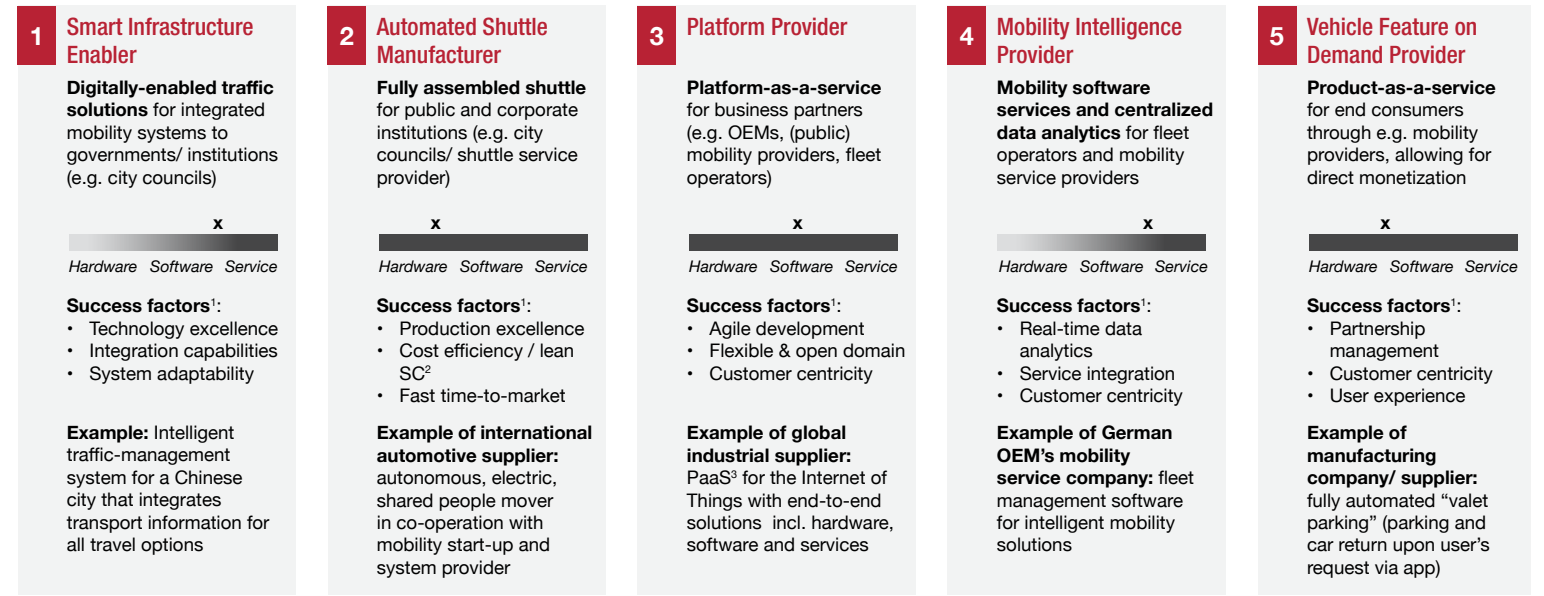 1
Smart Infrastructure
Enabler
Digitally-enabled traffic
solutions for integrated
mobility systems to
governments/ institutions
(e.g. city councils)
x
Hardware Software Service
Success factors¹:
• Technology excellence
• Integration capabilities
• System adaptability
Example: Intelligent
traffic-management
system for a Chinese
city that integrates
transport information for
all travel options
2
Automated Shuttle
Manufacturer
Fully assembled shuttle
for public and corporate
institutions (e.g. city
councils/ shuttle service
provider)
x
Hardware Software Service
Success factors¹:
• Production excellence
• Cost efficiency / lean
SC²
• Fast time-to-market
Example of international
automotive supplier:
autonomous, electric,
shared people mover
in co-operation with
mobility start-up and
system provider
3
Platform Provider
Platform-as-a-service
for business partners
(e.g. OEMs, (public)
mobility providers, fleet
operators)
x
Hardware Software Service
Success factors¹:
• Agile development
• Flexible & open domain
• Customer centricity
Example of global
industrial supplier:
PaaS³ for the Internet of
Things with end-to-end
solutions incl. hardware,
software and services
4
Mobility Intelligence
Provider
Mobility software
services and centralized
data analytics for fleet
operators and mobility
service providers
x
Hardware Software Service
Success factors¹:
• Real-time data
analytics
• Service integration
• Customer centricity
Example of German
OEM's mobility
service company: fleet
management software
for intelligent mobility
solutions
5
Vehicle Feature on
Demand Provider
Product-as-a-service
for end consumers
through e.g. mobility
providers, allowing for
direct monetization
x
Hardware Software Service
Success factors¹:
• Partnership
management
• Customer centricity
• User experience
Example of
manufacturing
company/ supplier:
fully automated "valet
parking" (parking and
car return upon user's
request via app)